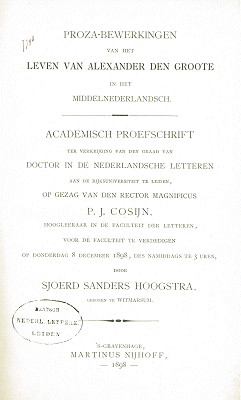 PROZA-BEWERKINGEN
VAN HET
LEVEN VAN ALEXANDER DEN GROOTE
IN HET
MIDDELNEDERLANDSCH.
ACADEMISCH PROEFSCHRIFT
TER VERKRIJGING VAN DEN GRAAD VAN
DOCTOR IN DE NEDERLANDSCHE LETTEREN
AAN DE RIJKSUNIVERSITEIT TE LEIDEN,
OP GEZAG VAN DEN RECTOR MAGNIFICUS
P. J. COSIJN,
HOOGLEERAAR IN DE FACULTEIT DER LETTEREN,
VOOR DE FACULTEIT TE VERDEDIGEN
OP DONDERDAG 8 DECEMBER 1898, DES NAMIDDAGS TE 3 UREN,
DOOR
SJOERD SANDERS HOOGSTRA,
GEBOREN TE WITMARSUM.
MAATSCH.
NEDERL. LETTERK.
LEIDEN
'S-GRAVENHAGE,
MARTINUS NIJHOFF,
— 1898 —